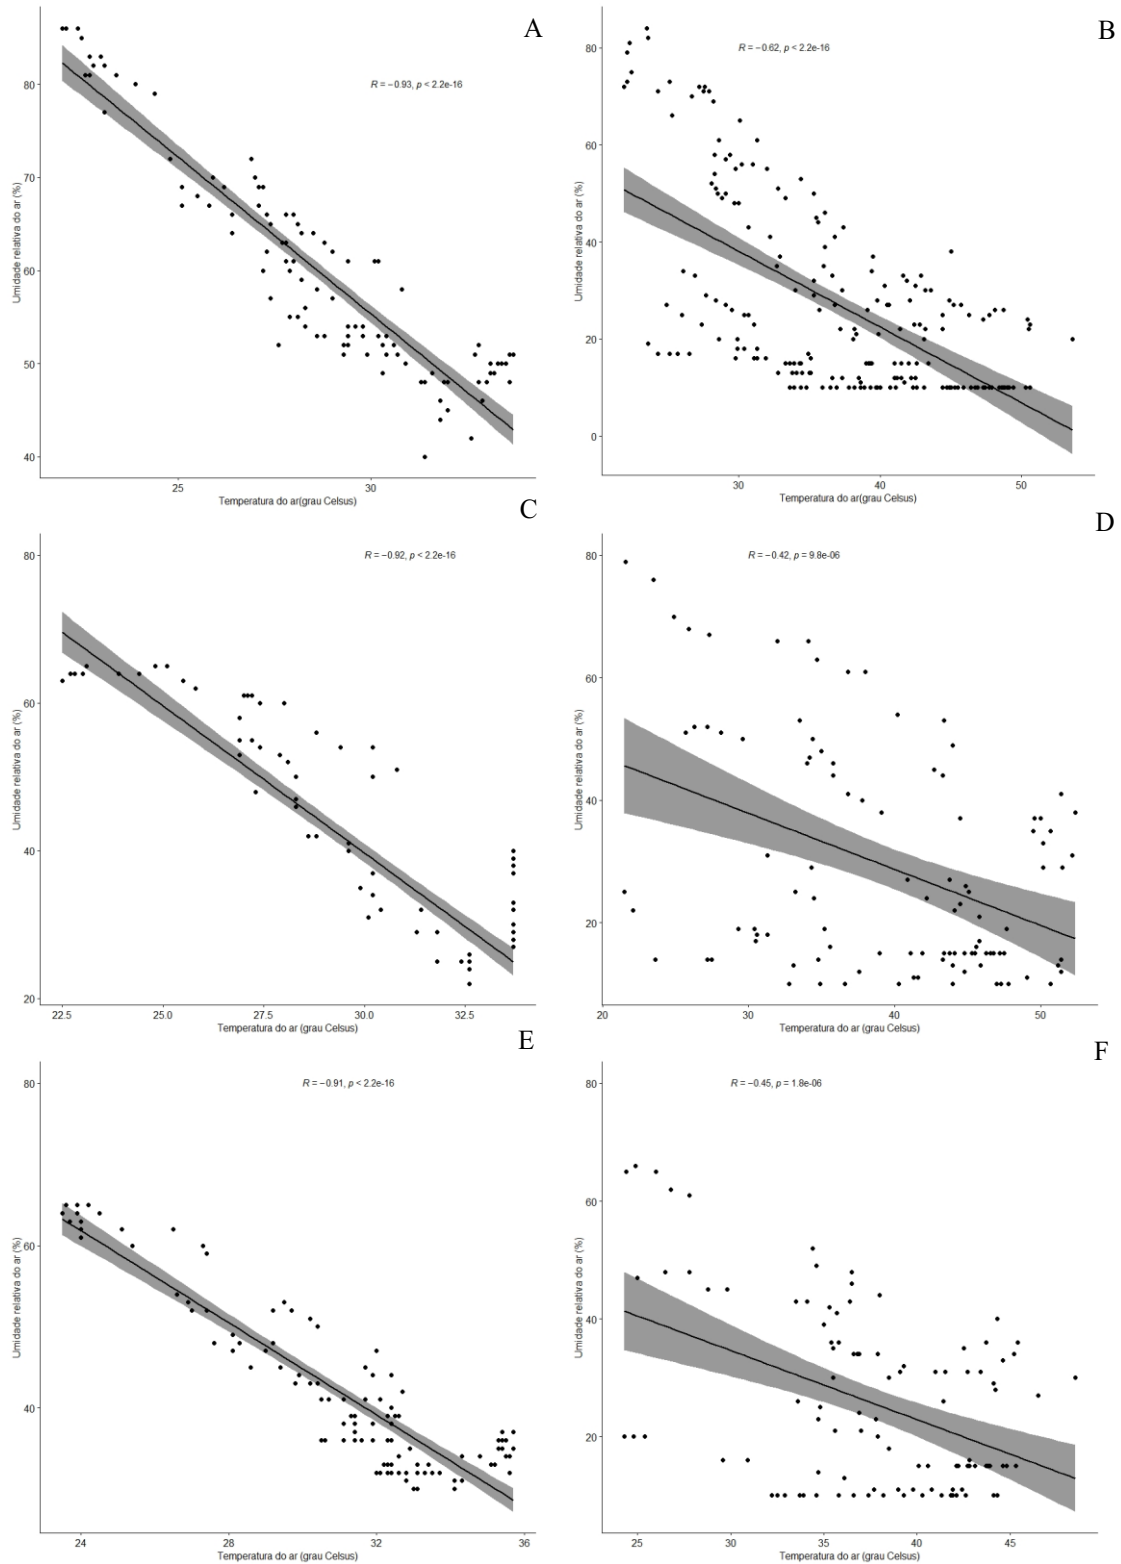 A
R = −0.93, p < 2.2e-16
Umidade relativa do ar (%)
80
70
60
50
40
25 30
Temperatura do ar(grau Celsus)
B
R = −0.62, p < 2.2e-16
Umidade relativa do ar (%)
80
60
40
20
0
30 40 50
Temperatura do ar(grau Celsus)
C
R = −0.92, p < 2.2e-16
Umidade relativa do ar (%)
80
60
40
20
22.5 25.0 27.5 30.0 32.5
Temperatura do ar (grau Celsus)
D
R = −0.42, p = 9.8e-06
Umidade relativa do ar (%)
80
60
40
20
20 30 40 50
Temperatura do ar (grau Celsus)
E
R = −0.91, p < 2.2e-16
Umidade relativa do ar (%)
80
60
40
24 28 32 36
Temperatura do ar (grau Celsus)
F
R = −0.45, p = 1.8e-06
Umidade relativa do ar (%)
80
60
40
20
25 30 35 40 45
Temperatura do ar (grau Celsus)